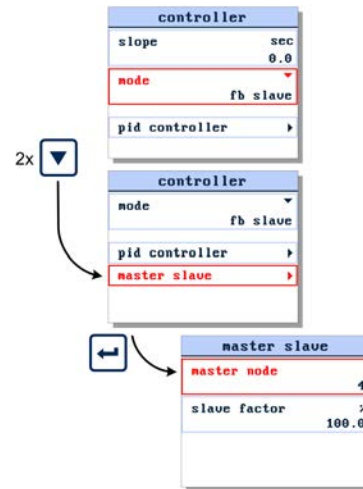 controller
slope sec
0.0
mode
fb slave
pid controller
2x
controller
mode
fb slave
pid controller
master slave
master slave
master node
4
slave factor %
100.0